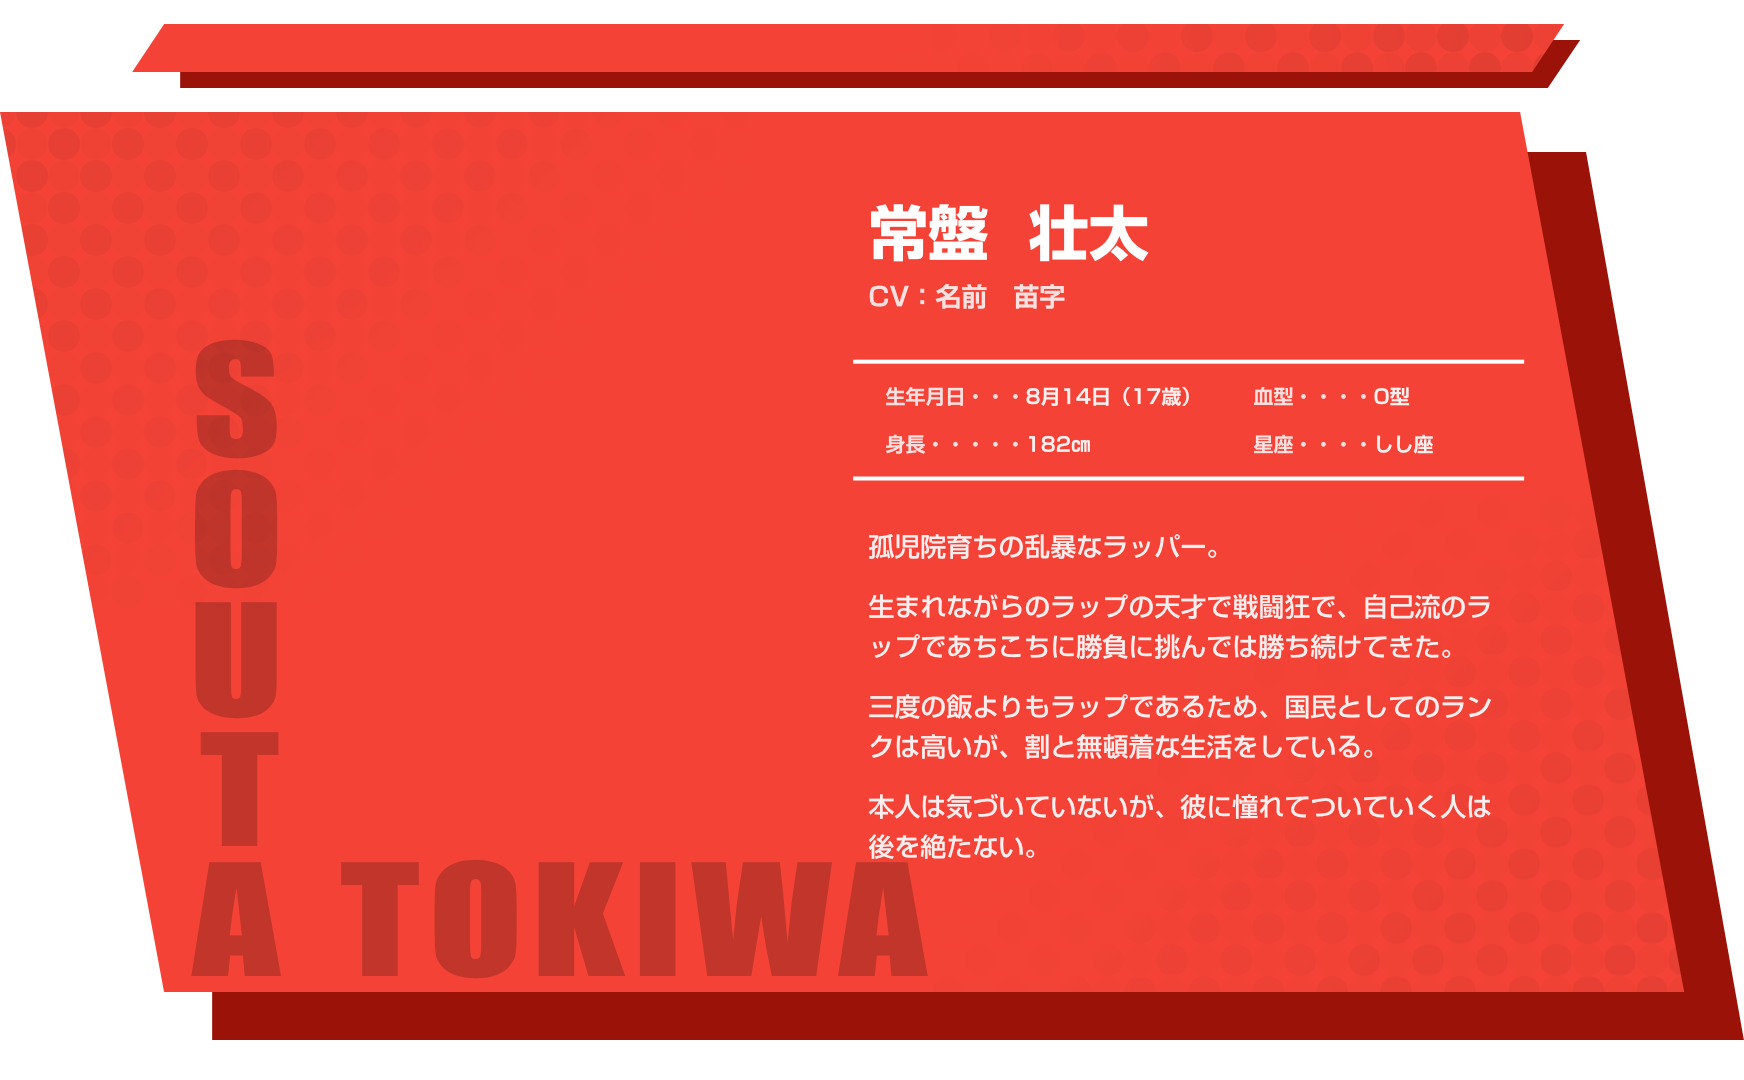 常盤 壮太
CV：名前　苗字
生年月日・・・8月14日（17歳）
血型・・・・O型
身長・・・・・182㎝
星座・・・・しし座
孤児院育ちの乱暴なラッパー。
生まれながらのラップの天才で戦闘狂で、自己流のラ
ップであちこちに勝負に挑んでは勝ち続けてきた。
三度の飯よりもラップであるため、国民としてのラン
クは高いが、割と無頓着な生活をしている。
本人は気づいていないが、彼に憧れてついていく人は
後を絶たない。
SOUTA
TOKIWA